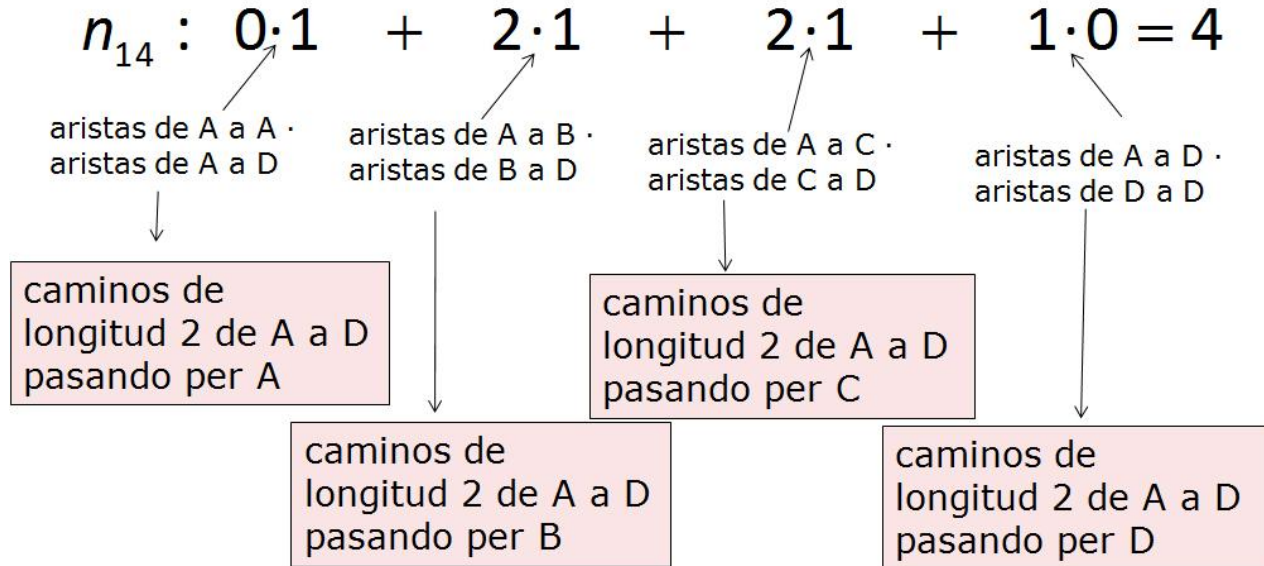 n₁₄ : 0·1 + 2·1 + 2·1 + 1·0 = 4
aristas de A a A ·
aristas de A a D
aristas de A a B ·
aristas de B a D
aristas de A a C ·
aristas de C a D
aristas de A a D ·
aristas de D a D
caminos de
longitud 2 de A a D
pasando per A
caminos de
longitud 2 de A a D
pasando per B
caminos de
longitud 2 de A a D
pasando per C
caminos de
longitud 2 de A a D
pasando per D